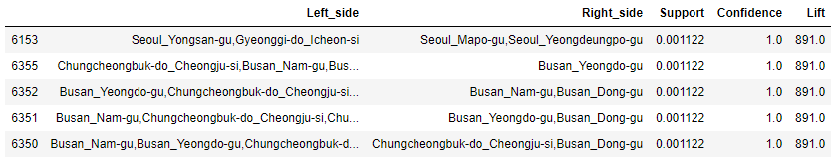 Left_side Right_side Support Confidence Lift
6153 Seoul_Yongsan-gu,Gyeonggi-do_Icheon-si Seoul_Mapo-gu,Seoul_Yeongdeungpo-gu 0.001122 1.0 891.0
6355 Chungcheongbuk-do_Cheongju-si,Busan_Nam-gu,Bus... Busan_Yeongdo-gu 0.001122 1.0 891.0
6352 Busan_Yeongdo-gu,Chungcheongbuk-do_Cheongju-si... Busan_Nam-gu,Busan_Dong-gu 0.001122 1.0 891.0
6351 Busan_Nam-gu,Chungcheongbuk-do_Cheongju-si,Chu... Busan_Yeongdo-gu,Busan_Dong-gu 0.001122 1.0 891.0
6350 Busan_Nam-gu,Busan_Yeongdo-gu,Chungcheongbuk-d... Chungcheongbuk-do_Cheongju-si,Busan_Dong-gu 0.001122 1.0 891.0